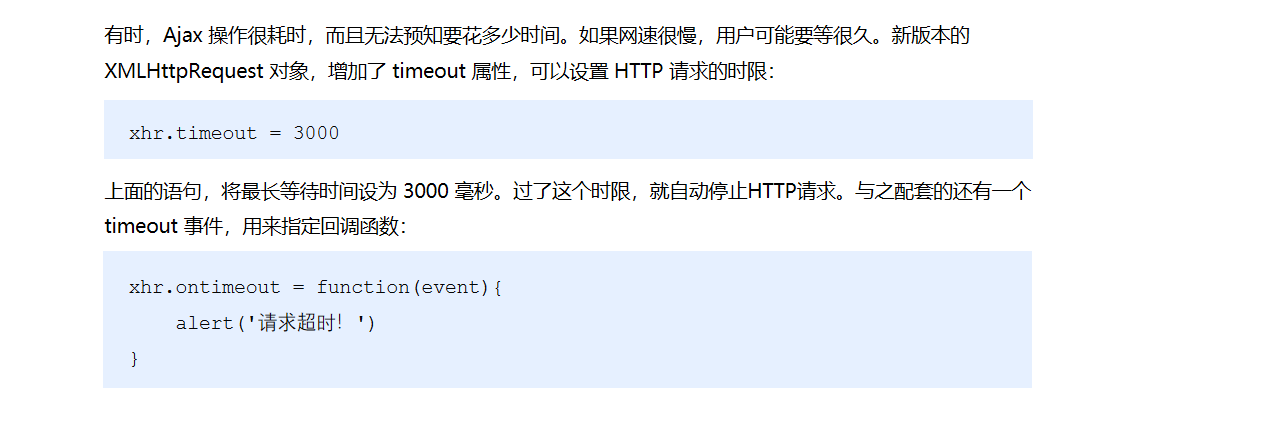 有时，Ajax 操作很耗时，而且无法预知要花多少时间。如果网速很慢，用户可能要等很久。新版本的
XMLHttpRequest 对象，增加了 timeout 属性，可以设置 HTTP 请求的时限：
xhr.timeout = 3000
上面的语句，将最长等待时间设为 3000 毫秒。过了这个时限，就自动停止HTTP请求。与之配套的还有一个
timeout 事件，用来指定回调函数：
xhr.ontimeout = function(event){
    alert('请求超时！')
}